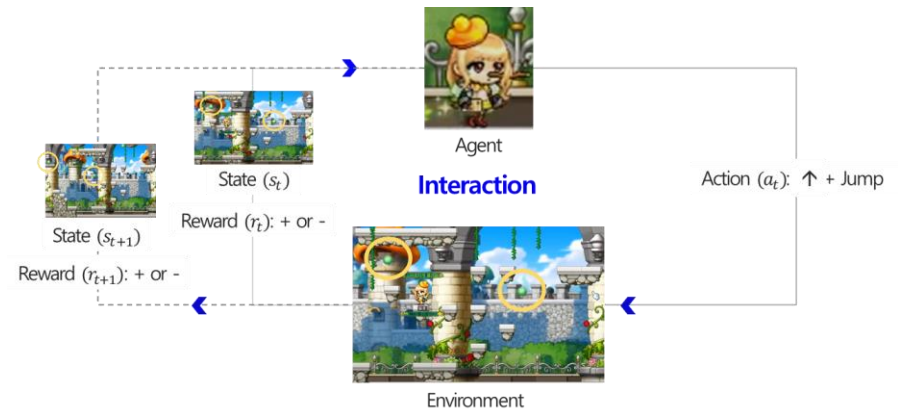 Agent
State (s_t)
Interaction
Action (a_t): ↑ + Jump
Reward (r_t): + or -
State (s_{t+1})
Reward (r_{t+1}): + or -
Environment